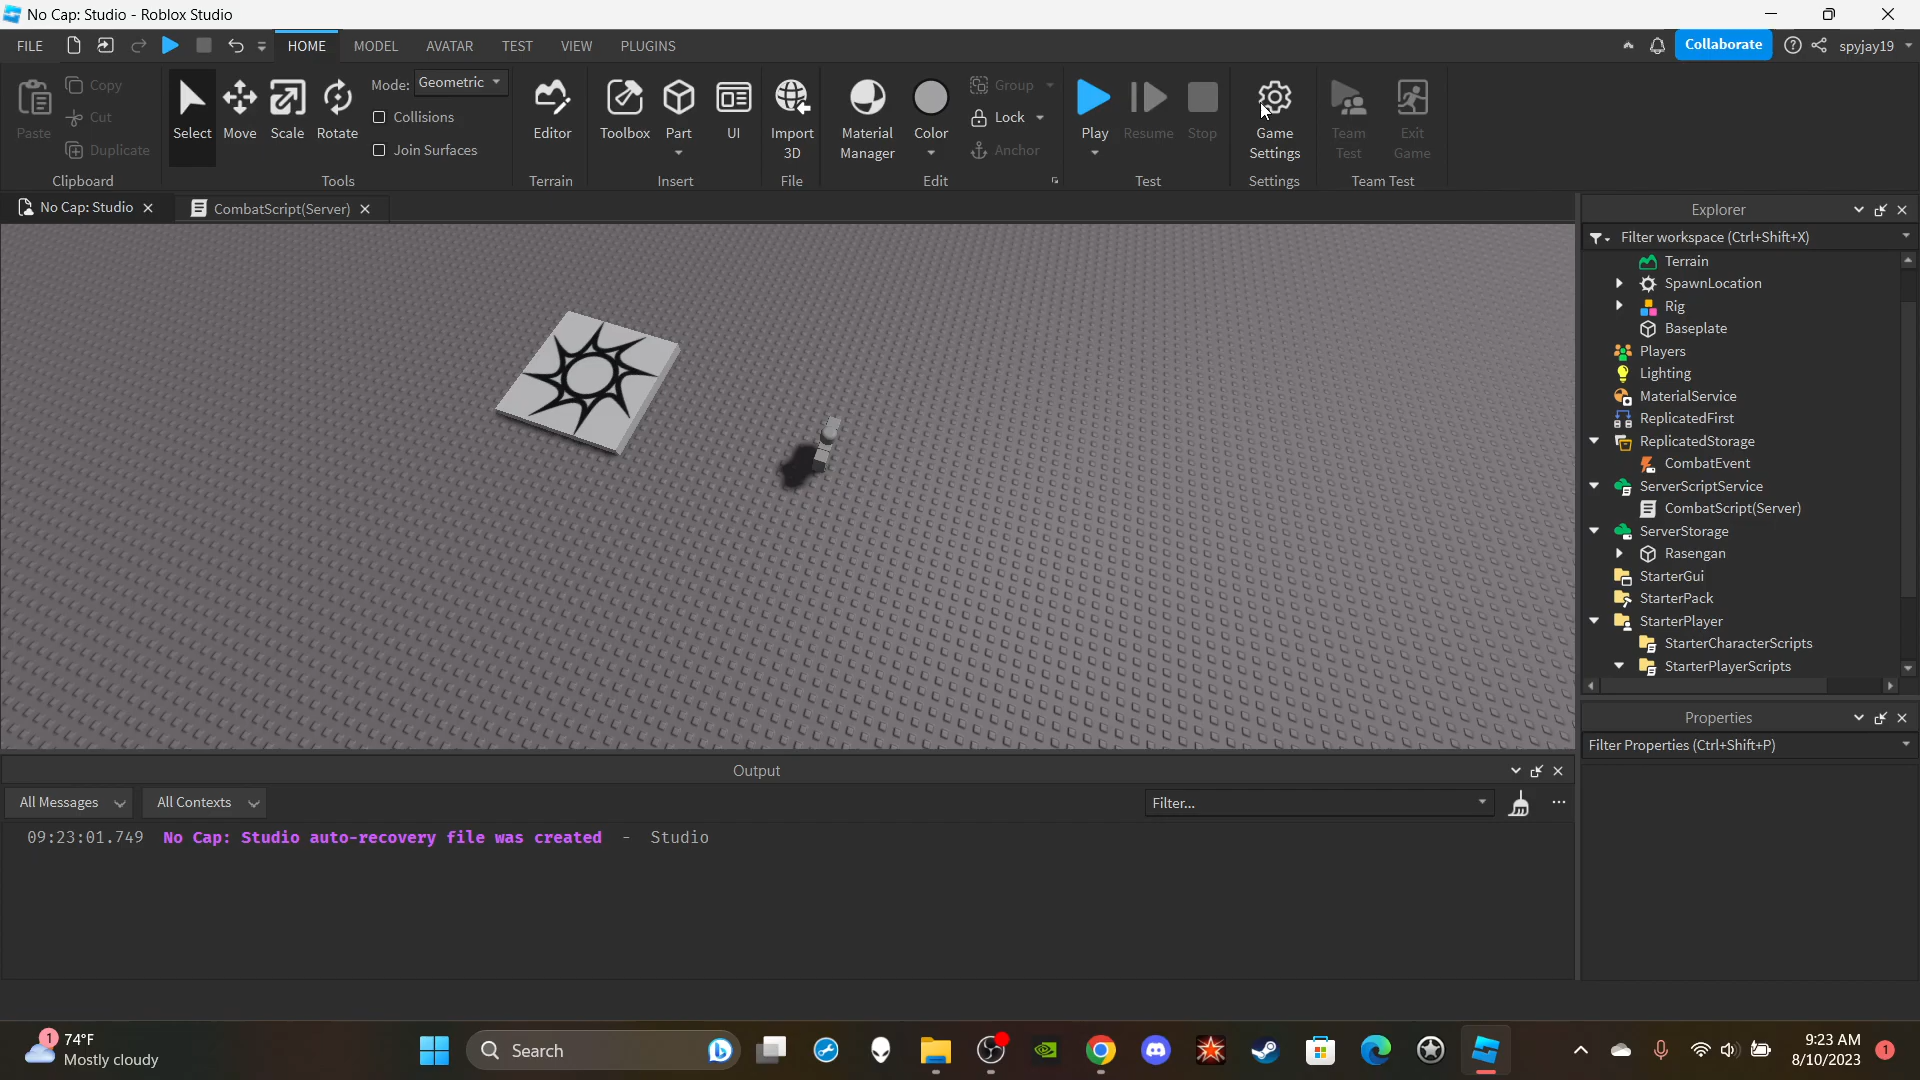 No Cap: Studio - Roblox Studio
FILE
HOME
MODEL
AVATAR
TEST
VIEW
PLUGINS
Collaborate
spyjay19
Paste
Copy
Cut
Duplicate
Clipboard
Select
Move
Scale
Rotate
Mode:
Geometric
Collisions
Join Surfaces
Tools
Editor
Terrain
Toolbox
Part
UI
Insert
Import
3D
File
Material
Manager
Color
Group
Lock
Anchor
Edit
Play
Resume
Stop
Test
Game
Settings
Settings
Team
Test
Exit
Game
Team Test
No Cap: Studio
CombatScript(Server)
Explorer
Filter workspace (Ctrl+Shift+X)
Terrain
SpawnLocation
Rig
Baseplate
Players
Lighting
MaterialService
ReplicatedFirst
ReplicatedStorage
CombatEvent
ServerScriptService
CombatScript(Server)
ServerStorage
Rasengan
StarterGui
StarterPack
StarterPlayer
StarterCharacterScripts
StarterPlayerScripts
Properties
Filter Properties (Ctrl+Shift+P)
Output
All Messages
All Contexts
Filter...
09:23:01.749 No Cap: Studio auto-recovery file was created - Studio
1
74°F
Mostly cloudy
Search
9:23 AM
8/10/2023
1